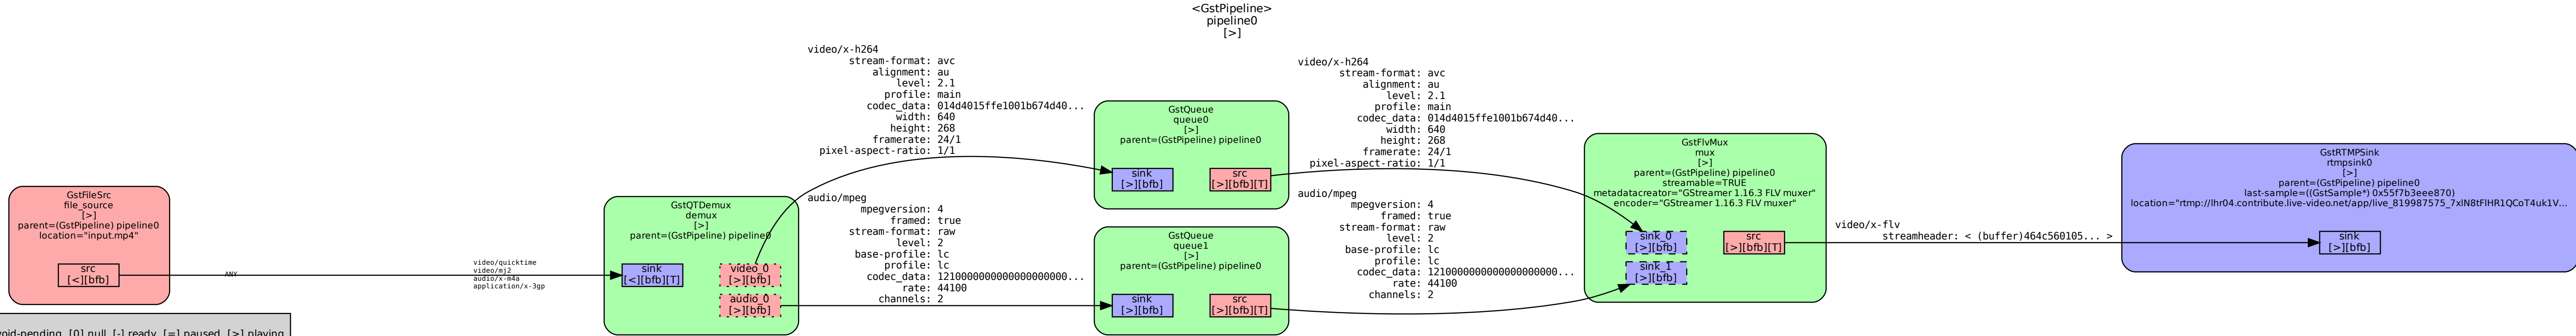 <GstPipeline>
pipeline0
[>]
GstFileSrc
file_source
[>]
parent=(GstPipeline) pipeline0
location="input.mp4"
src
[<][bfb]
ANY
video/quicktime
video/mj2
audio/x-m4a
application/x-3gp
GstQTDemux
demux
[>]
parent=(GstPipeline) pipeline0
sink
[<][bfb][T]
video_0
[>][bfb]
audio_0
[>][bfb]
video/x-h264
stream-format: avc
alignment: au
level: 2.1
profile: main
codec_data: 014d4015ffe1001b674d40...
width: 640
height: 268
framerate: 24/1
pixel-aspect-ratio: 1/1
audio/mpeg
mpegversion: 4
framed: true
stream-format: raw
level: 2
base-profile: lc
profile: lc
codec_data: 1210000000000000000000...
rate: 44100
channels: 2
GstQueue
queue0
[>]
parent=(GstPipeline) pipeline0
sink
[>][bfb]
src
[>][bfb][T]
GstQueue
queue1
[>]
parent=(GstPipeline) pipeline0
sink
[>][bfb]
src
[>][bfb][T]
video/x-h264
stream-format: avc
alignment: au
level: 2.1
profile: main
codec_data: 014d4015ffe1001b674d40...
width: 640
height: 268
framerate: 24/1
pixel-aspect-ratio: 1/1
audio/mpeg
mpegversion: 4
framed: true
stream-format: raw
level: 2
base-profile: lc
profile: lc
codec_data: 1210000000000000000000...
rate: 44100
channels: 2
GstFlvMux
mux
[>]
parent=(GstPipeline) pipeline0
streamable=TRUE
metadatacreator="GStreamer 1.16.3 FLV muxer"
encoder="GStreamer 1.16.3 FLV muxer"
sink_0
[>][bfb]
sink_1
[>][bfb]
src
[>][bfb][T]
video/x-flv
streamheader: < (buffer)464c560105... >
GstRTMPSink
rtmpsink0
[>]
parent=(GstPipeline) pipeline0
last-sample=((GstSample*) 0x55f7b3eee870)
location="rtmp://lhr04.contribute.live-video.net/app/live_819987575_7xIN8tFlHR1QCoT4uk1V...
sink
[>][bfb]
void-pending, [0] null, [-] ready, [=] paused, [>] playing